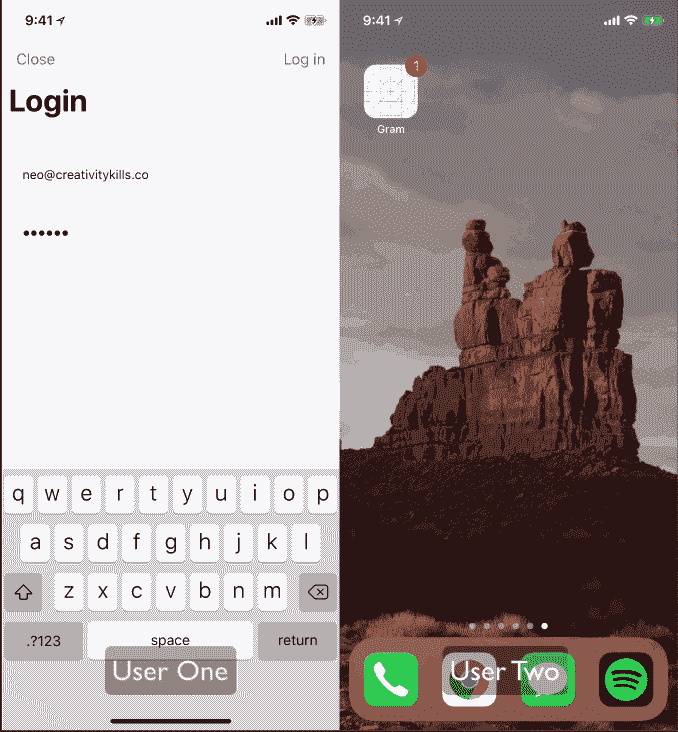 9:41
Close
Log in
Login
neo@creativitykills.co
••••••
q w e r t y u i o p
a s d f g h j k l
z x c v b n m
.?123
space
return
User One
9:41
1
Gram
User Two